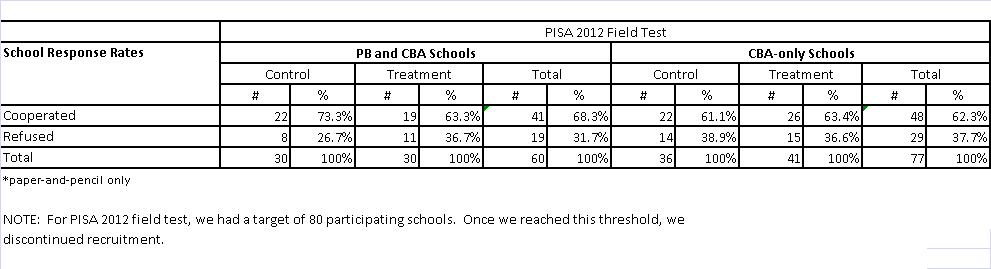 PISA 2012 Field Test
School Response Rates PB and CBA Schools CBA-only Schools
Control Treatment Total Control Treatment Total
# % # % # % # % # % # %
Cooperated 22 73.3% 19 63.3% 41 68.3% 22 61.1% 26 63.4% 48 62.3%
Refused 8 26.7% 11 36.7% 19 31.7% 14 38.9% 15 36.6% 29 37.7%
Total 30 100% 30 100% 60 100% 36 100% 41 100% 77 100%
*paper-and-pencil only
NOTE: For PISA 2012 field test, we had a target of 80 participating schools. Once we reached this threshold, we
discontinued recruitment.